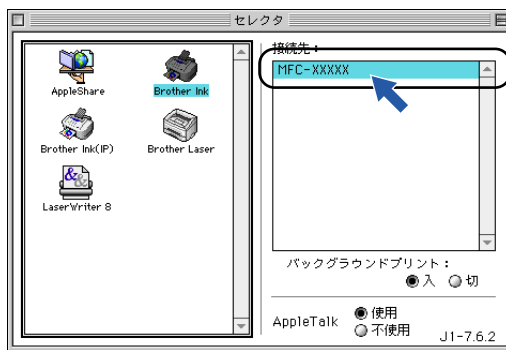 セレクタ
AppleShare
Brother Ink
Brother Ink(IP)
Brother Laser
LaserWriter 8
接続先：
MFC-XXXXX
バックグラウンドプリント：
入 切
AppleTalk
使用
不使用
J1-7.6.2